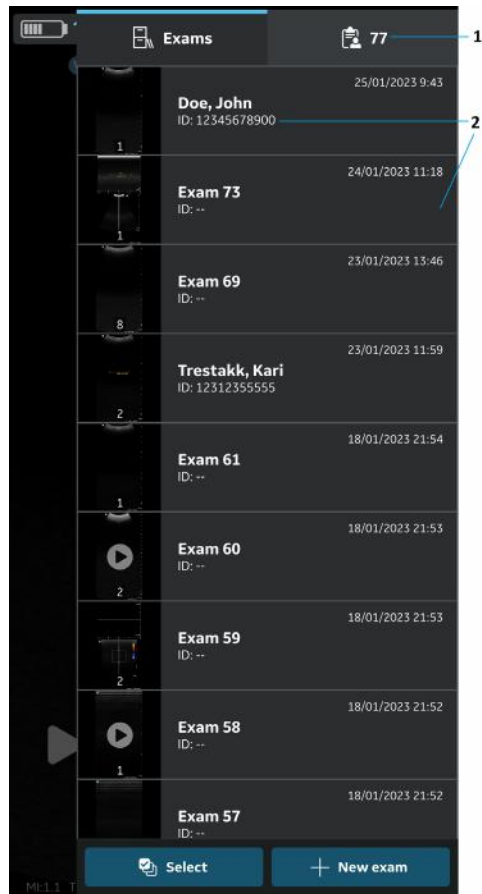 Exams
77
1
25/01/2023 9:43
Doe, John
ID: 12345678900
2
1
24/01/2023 11:18
Exam 73
ID: --
1
23/01/2023 13:46
Exam 69
ID: --
8
23/01/2023 11:59
Trestakk, Kari
ID: 12312355555
2
18/01/2023 21:54
Exam 61
ID: --
1
18/01/2023 21:53
Exam 60
ID: --
2
18/01/2023 21:53
Exam 59
ID: --
2
18/01/2023 21:52
Exam 58
ID: --
1
18/01/2023 21:52
Exam 57
ID: --
Select
New exam
MI:1.1 T